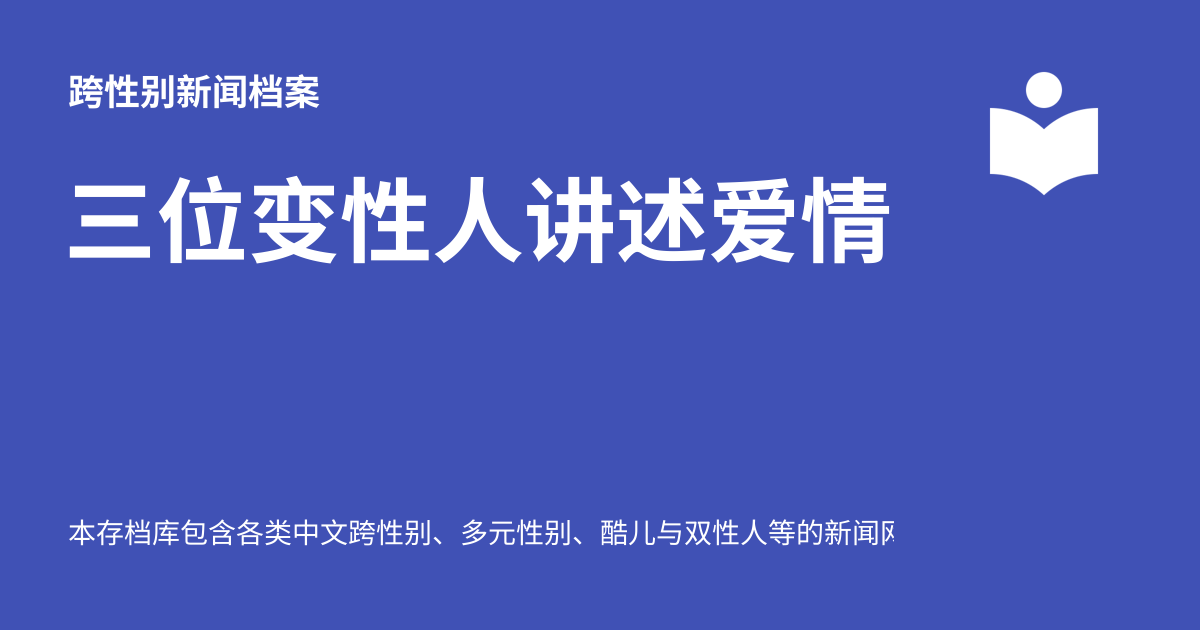 跨性别新闻档案
三位变性人讲述爱情
本存档库包含各类中文跨性别、多元性别、酷儿与双性人等的新闻